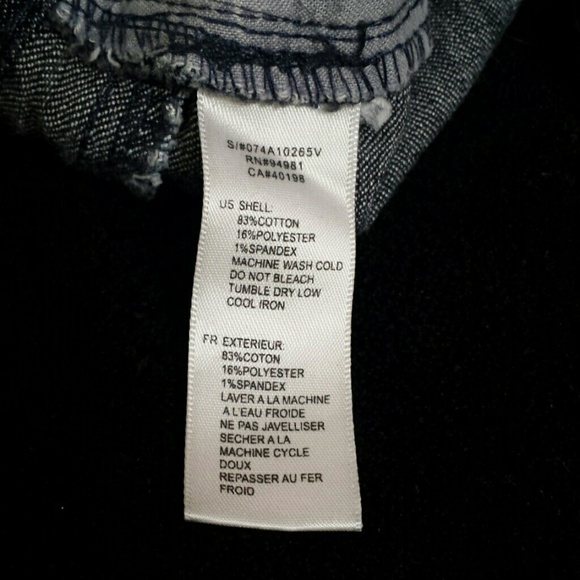 S/#074A10265V
RN#94981
CA#40198
US SHELL:
83%COTTON
16%POLYESTER
1%SPANDEX
MACHINE WASH COLD
DO NOT BLEACH
TUMBLE DRY LOW
COOL IRON
FR EXTERIEUR:
83%COTON
16%POLYESTER
1%SPANDEX
LAVER A LA MACHINE
A L'EAU FROIDE
NE PAS JAVELLISER
SECHER A LA
MACHINE CYCLE
DOUX
REPASSER AU FER
FROID